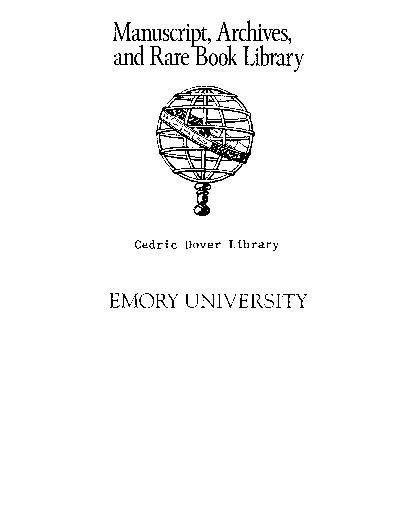 Manuscript, Archives,
and Rare Book Library
Cedric Dover Library
EMORY UNIVERSITY